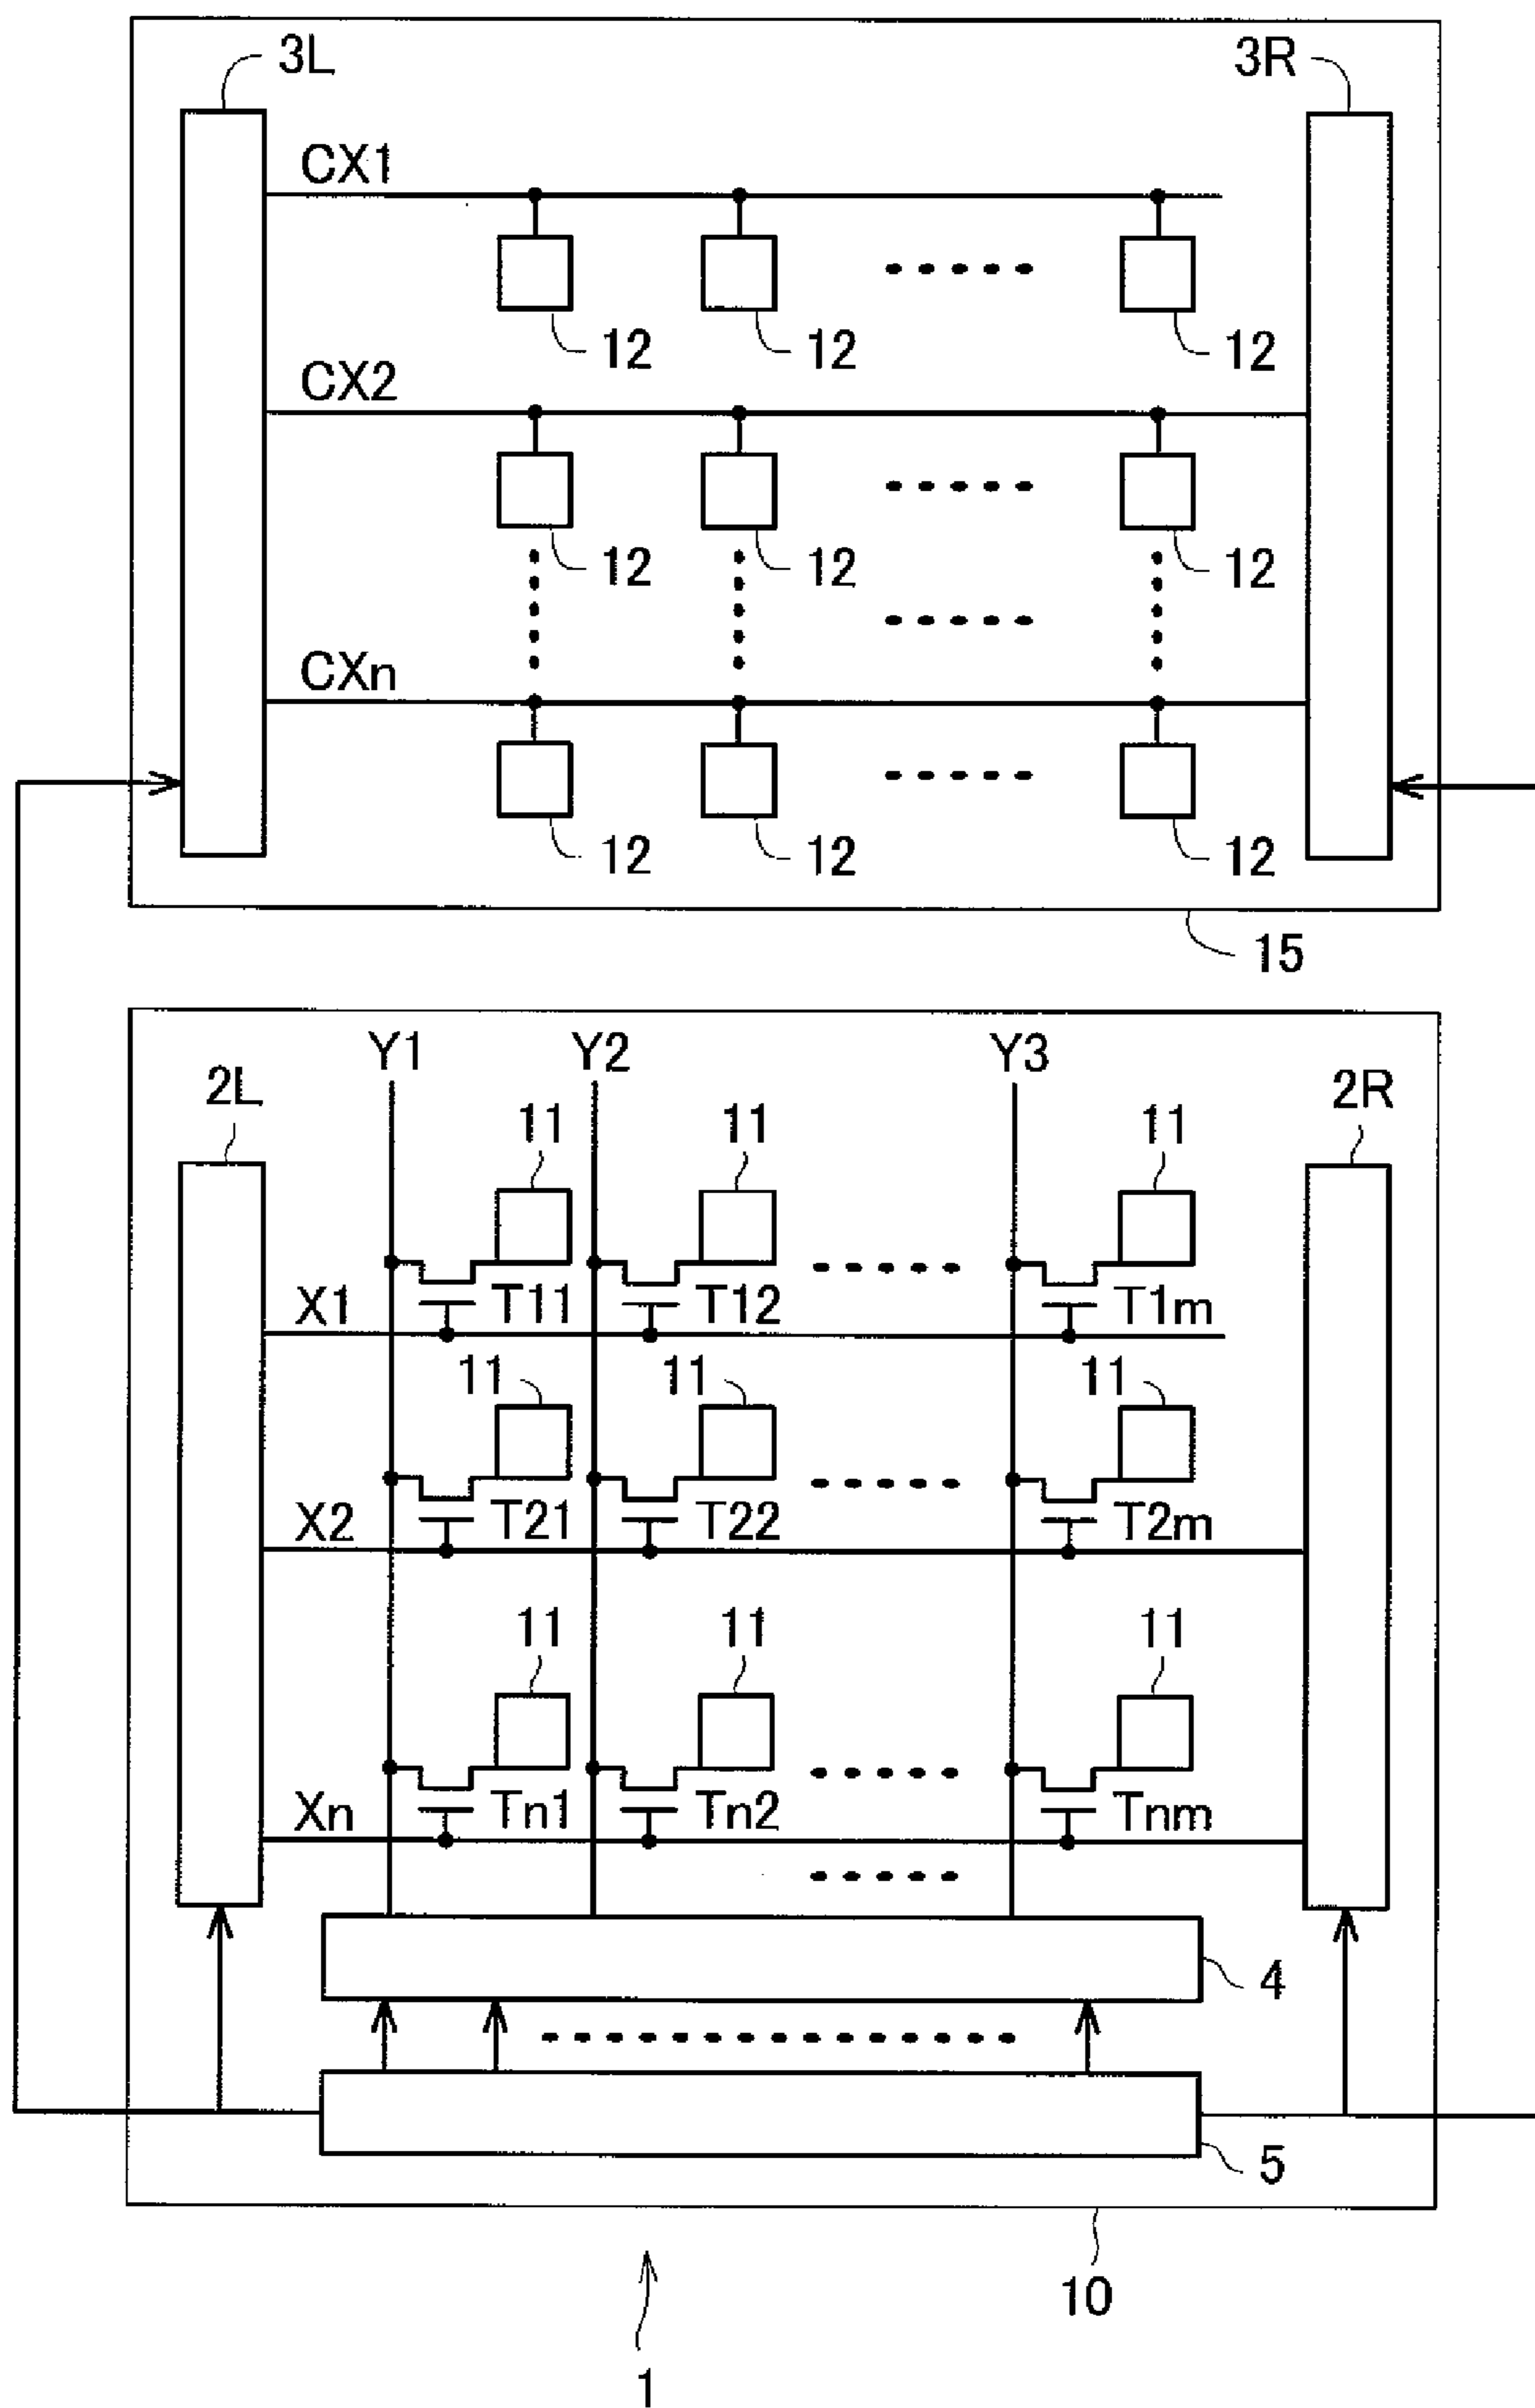 3L 3R
CX1
12 12 12
CX2
12 12 12
CXn
12 12 12
15
Y1 Y2 Y3
2L 2R
11 11 11
X1 T11 T12 T1m
11 11 11
X2 T21 T22 T2m
11 11 11
Xn Tn1 Tn2 Tnm
4
5
10
1